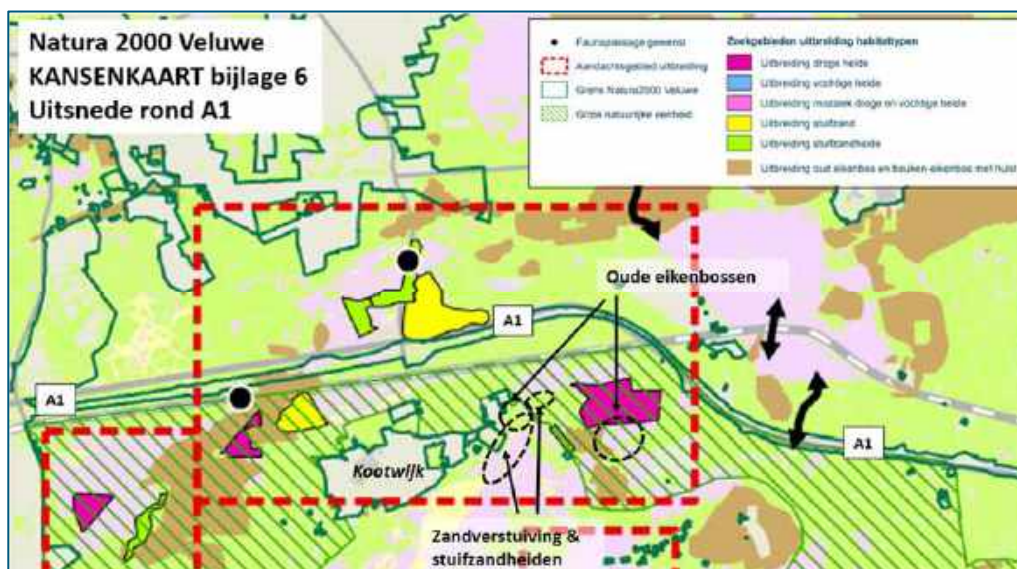 Natura 2000 Veluwe
KANSENKAART bijlage 6
Uitsnede rond A1
Faunapassage gewenst
Aandachtsgebied uitbreiding
Grens Natura2000 Veluwe
Grote natuurlijke eenheid
Zoekgebieden uitbreiding habitattypen
Uitbreiding droge heide
Uitbreiding vochtige heide
Uitbreiding mozaiek droge en vochtige heide
Uitbreiding stuifzand
Uitbreiding stuifzandheide
Uitbreiding oud eikenbos en beuken-eikenbos met hulst
Oude eikenbossen
A1
A1
A1
Kootwijk
Zandverstuiving &
stuifzandheiden